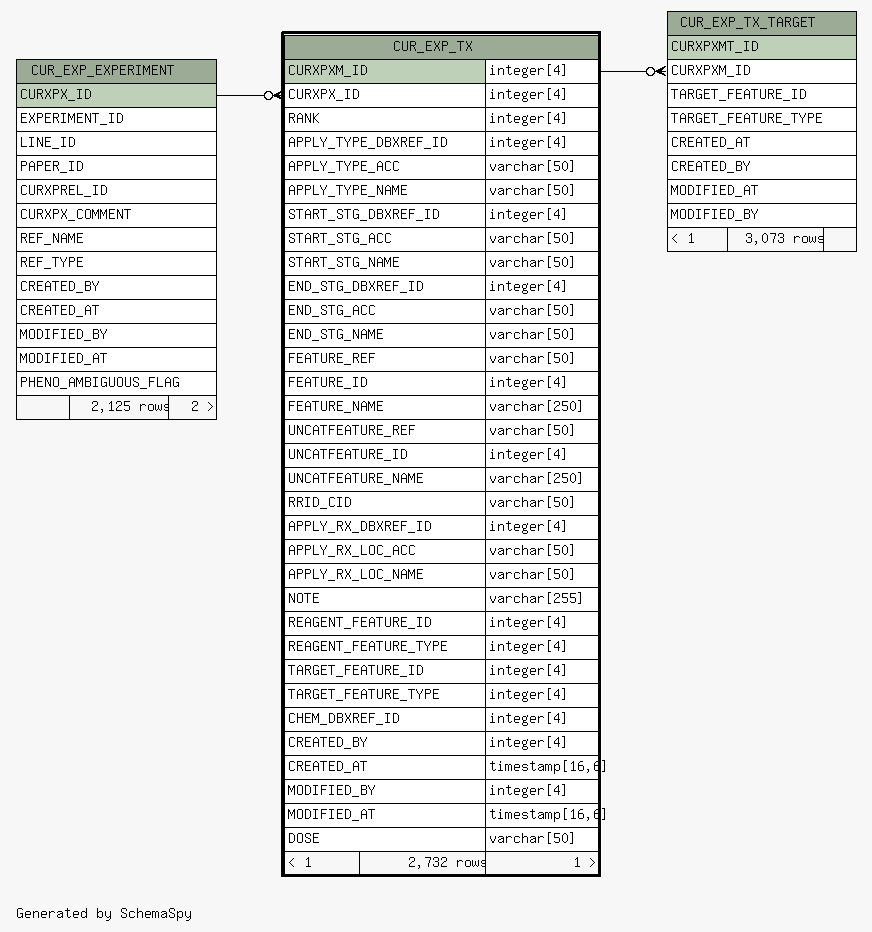 CUR_EXP_EXPERIMENT
CURXPX_ID
EXPERIMENT_ID
LINE_ID
PAPER_ID
CURXPREL_ID
CURXPX_COMMENT
REF_NAME
REF_TYPE
CREATED_BY
CREATED_AT
MODIFIED_BY
MODIFIED_AT
PHENO_AMBIGUOUS_FLAG
2,125 rows 2 >
CUR_EXP_TX
CURXPXM_ID integer[4]
CURXPX_ID integer[4]
RANK integer[4]
APPLY_TYPE_DBXREF_ID integer[4]
APPLY_TYPE_ACC varchar[50]
APPLY_TYPE_NAME varchar[50]
START_STG_DBXREF_ID integer[4]
START_STG_ACC varchar[50]
START_STG_NAME varchar[50]
END_STG_DBXREF_ID integer[4]
END_STG_ACC varchar[50]
END_STG_NAME varchar[50]
FEATURE_REF varchar[50]
FEATURE_ID integer[4]
FEATURE_NAME varchar[250]
UNCATFEATURE_REF varchar[50]
UNCATFEATURE_ID integer[4]
UNCATFEATURE_NAME varchar[250]
RRID_CID varchar[50]
APPLY_RX_DBXREF_ID integer[4]
APPLY_RX_LOC_ACC varchar[50]
APPLY_RX_LOC_NAME varchar[50]
NOTE varchar[255]
REAGENT_FEATURE_ID integer[4]
REAGENT_FEATURE_TYPE integer[4]
TARGET_FEATURE_ID integer[4]
TARGET_FEATURE_TYPE integer[4]
CHEM_DBXREF_ID integer[4]
CREATED_BY integer[4]
CREATED_AT timestamp[16,6]
MODIFIED_BY integer[4]
MODIFIED_AT timestamp[16,6]
DOSE varchar[50]
< 1 2,732 rows 1 >
CUR_EXP_TX_TARGET
CURXPXMT_ID
CURXPXM_ID
TARGET_FEATURE_ID
TARGET_FEATURE_TYPE
CREATED_AT
CREATED_BY
MODIFIED_AT
MODIFIED_BY
< 1 3,073 rows
Generated by SchemaSpy